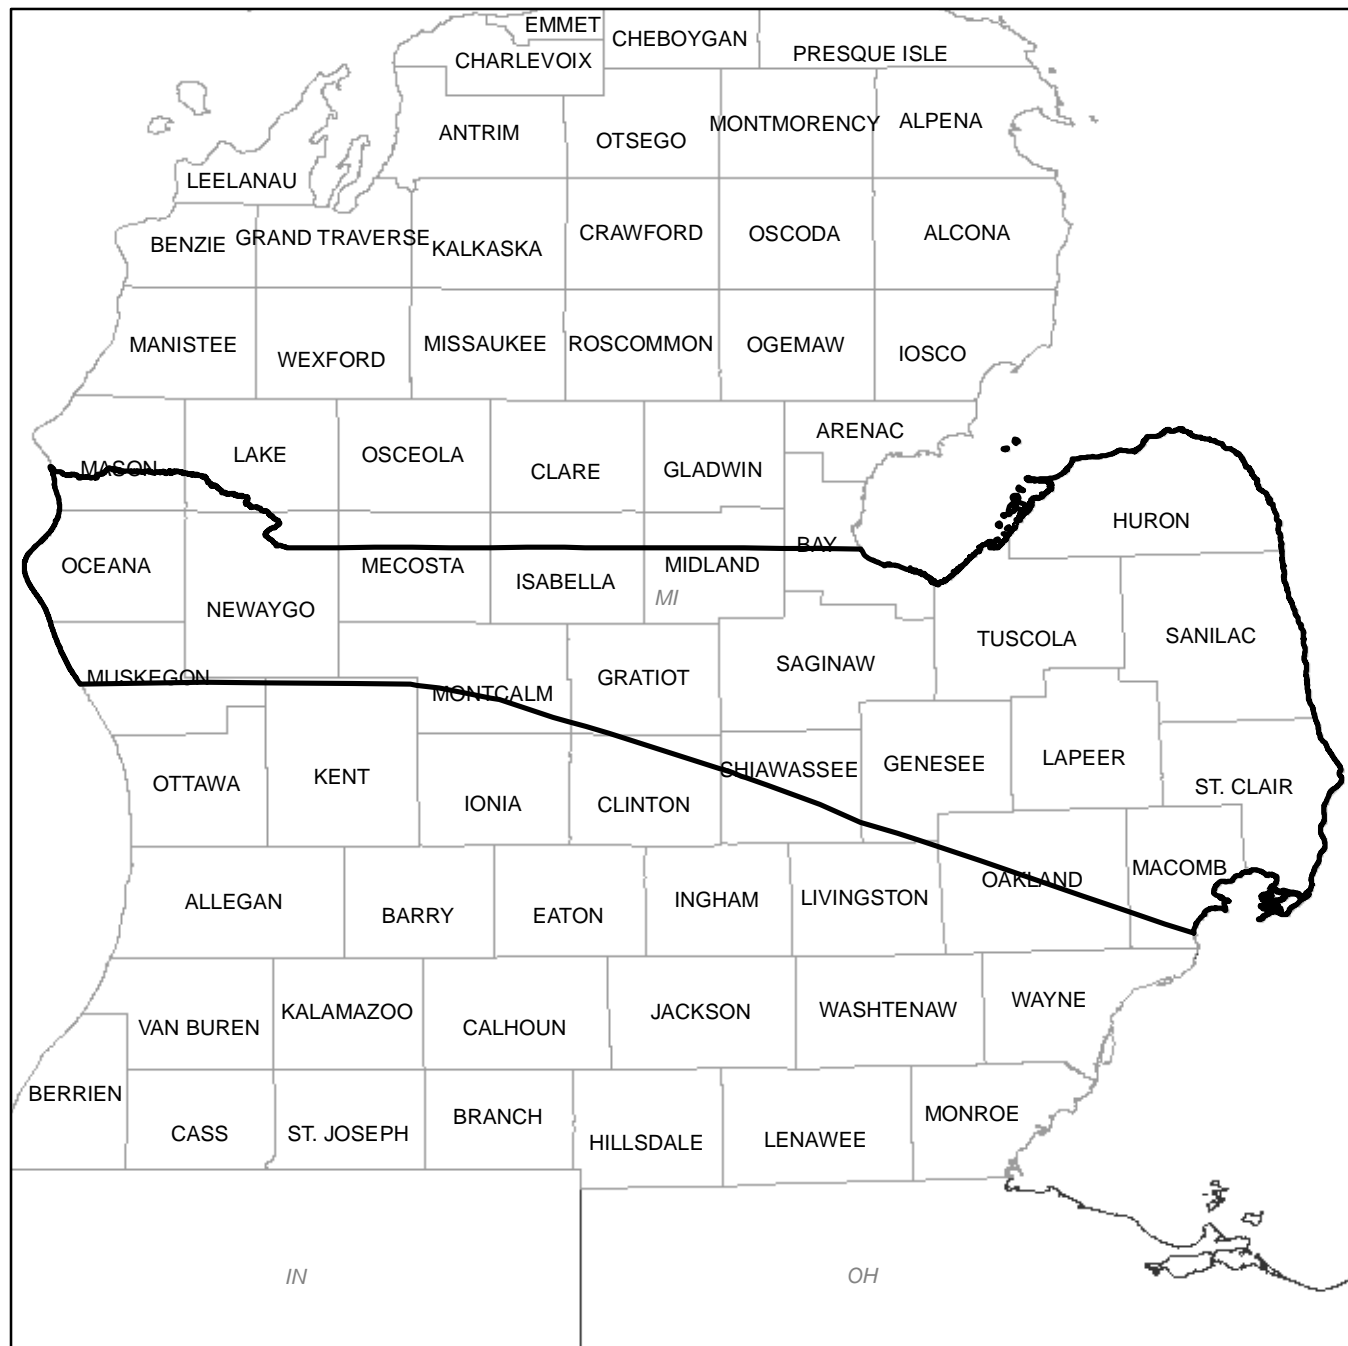 EMMET
CHEBOYGAN
PRESQUE ISLE
CHARLEVOIX
ANTRIM
OTSEGO
MONTMORENCY
ALPENA
LEELANAU
BENZIE
GRAND TRAVERSE
KALKASKA
CRAWFORD
OSCODA
ALCONA
MANISTEE
WEXFORD
MISSAUKEE
ROSCOMMON
OGEMAW
IOSCO
MASON
LAKE
OSCEOLA
CLARE
GLADWIN
ARENAC
OCEANA
NEWAYGO
MECOSTA
ISABELLA
MIDLAND
BAY
HURON
MI
TUSCOLA
SANILAC
MUSKEGON
MONTCALM
GRATIOT
SAGINAW
OTTAWA
KENT
IONIA
CLINTON
SHIAWASSEE
GENESEE
LAPEER
ST. CLAIR
ALLEGAN
BARRY
EATON
INGHAM
LIVINGSTON
OAKLAND
MACOMB
VAN BUREN
KALAMAZOO
CALHOUN
JACKSON
WASHTENAW
WAYNE
BERRIEN
CASS
ST. JOSEPH
BRANCH
HILLSDALE
LENAWEE
MONROE
IN
OH